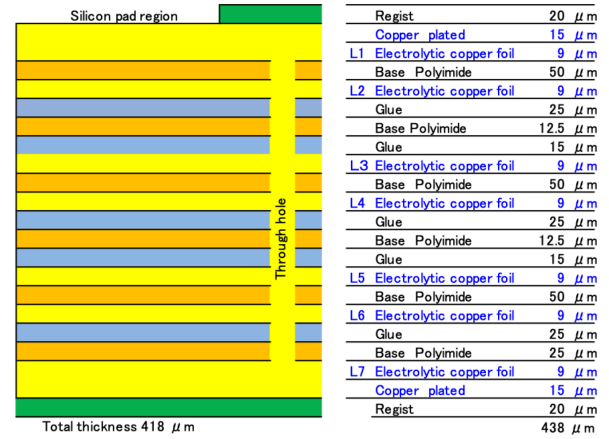 Silicon pad region
Through hole
Total thickness 418 μm
Regist 20 μm
Copper plated 15 μm
L1 Electrolytic copper foil 9 μm
Base Polyimide 50 μm
L2 Electrolytic copper foil 9 μm
Glue 25 μm
Base Polyimide 12.5 μm
Glue 15 μm
L3 Electrolytic copper foil 9 μm
Base Polyimide 50 μm
L4 Electrolytic copper foil 9 μm
Glue 25 μm
Base Polyimide 12.5 μm
Glue 15 μm
L5 Electrolytic copper foil 9 μm
Base Polyimide 50 μm
L6 Electrolytic copper foil 9 μm
Glue 25 μm
Base Polyimide 25 μm
L7 Electrolytic copper foil 9 μm
Copper plated 15 μm
Regist 20 μm
438 μm